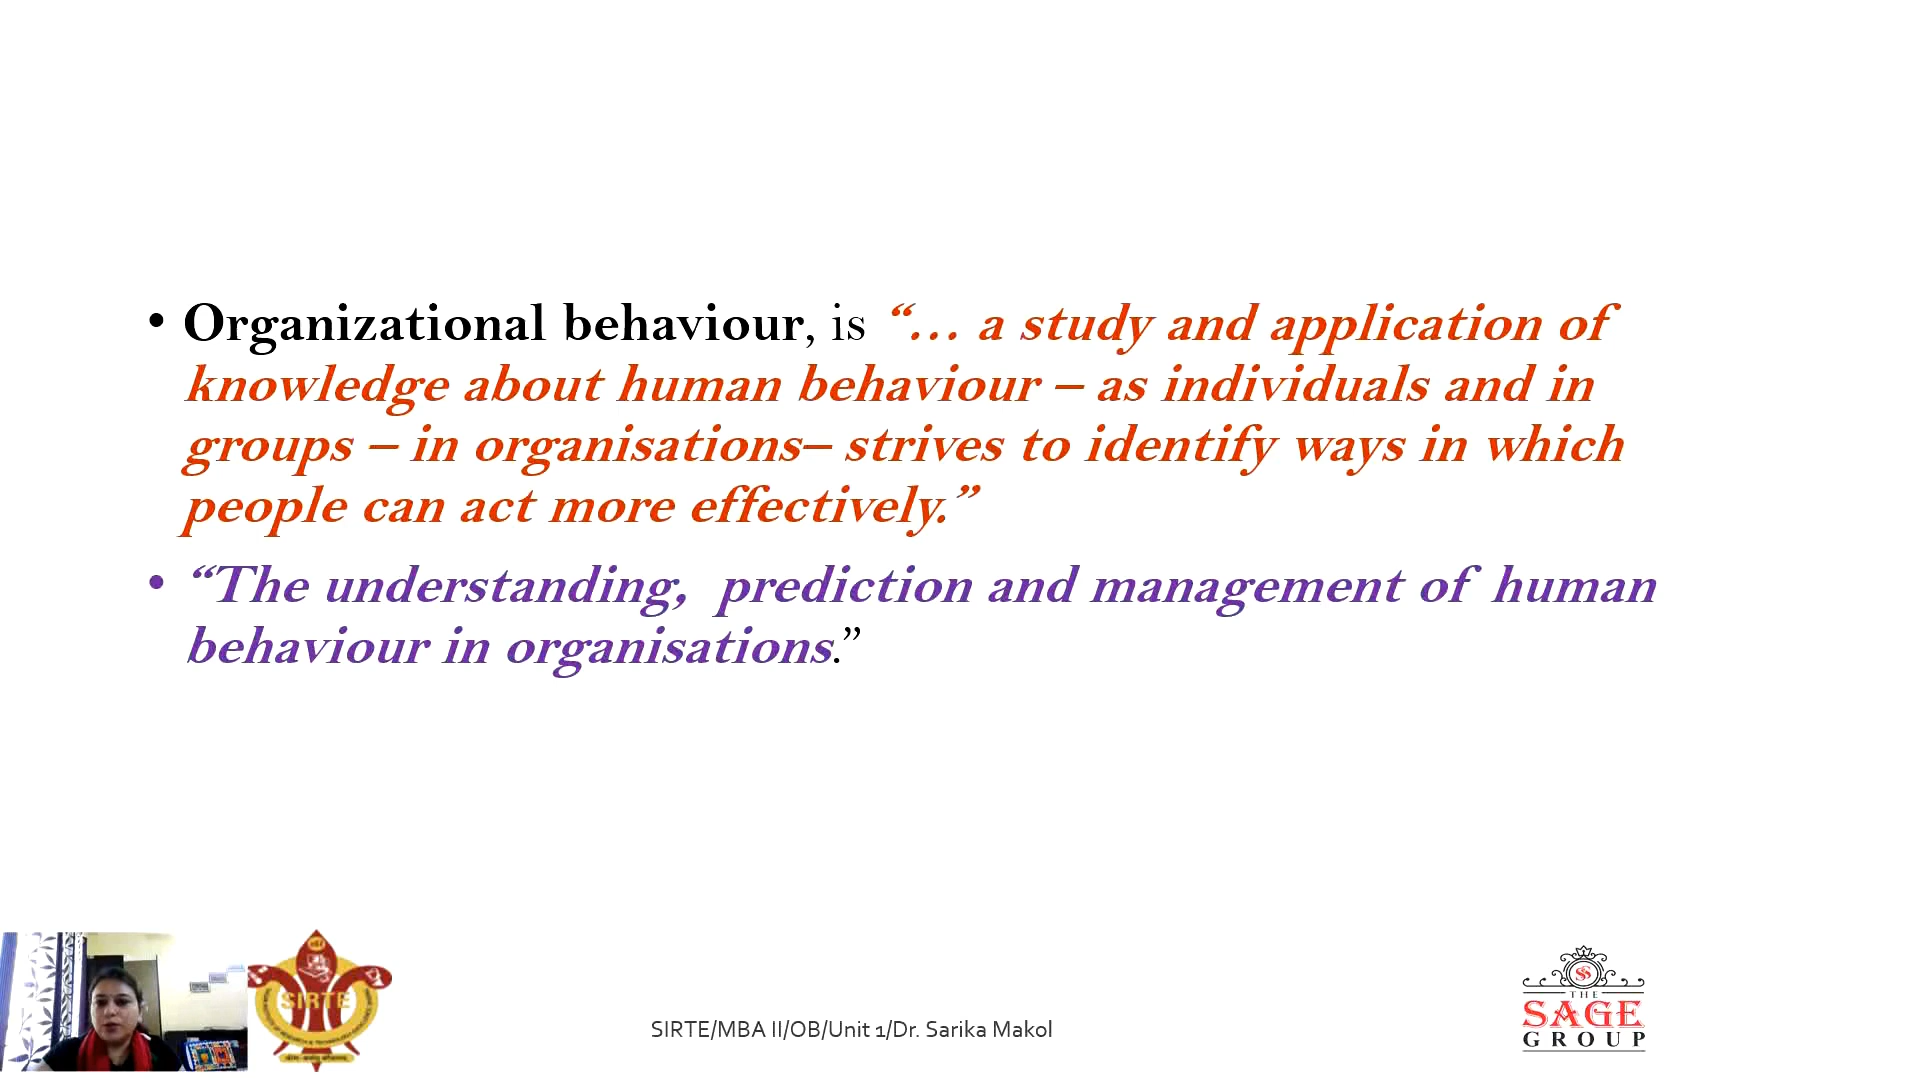 • Organizational behaviour, is “… a study and application of
knowledge about human behaviour – as individuals and in
groups – in organisations– strives to identify ways in which
people can act more effectively.”
• “The understanding,  prediction and management of human
behaviour in organisations.”
SIRTE
SIRTE/MBA II/OB/Unit 1/Dr. Sarika Makol
THE
SAGE
GROUP